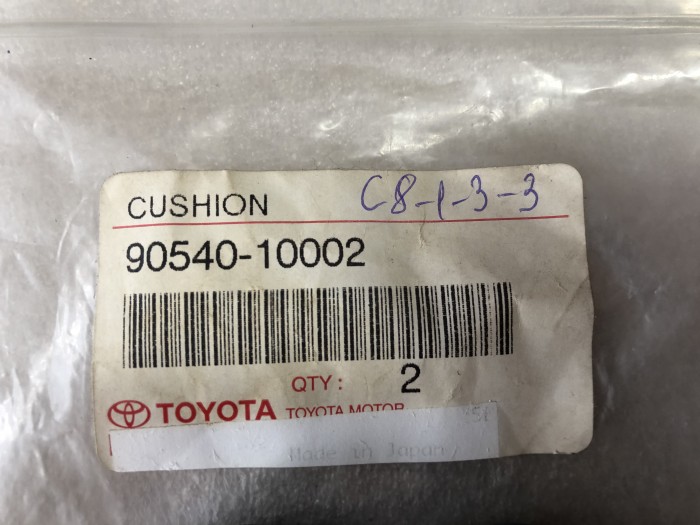 CUSHION C8-1-3-3
90540-10002
QTY: 2
TOYOTA TOYOTA MOTOR
Made in Japan